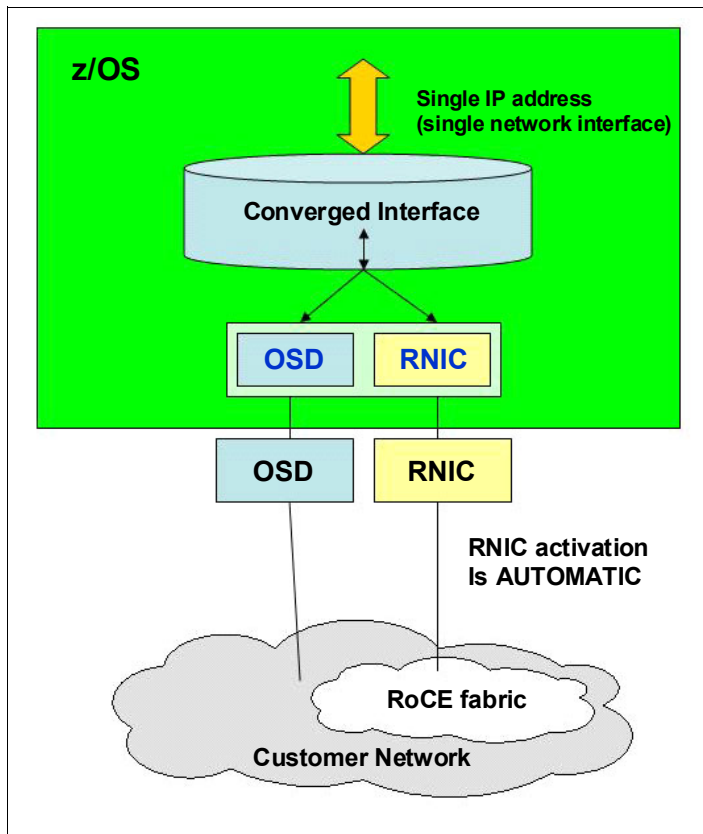 z/OS
Single IP address
(single network interface)
Converged Interface
OSD
RNIC
OSD
RNIC
RNIC activation
Is AUTOMATIC
RoCE fabric
Customer Network